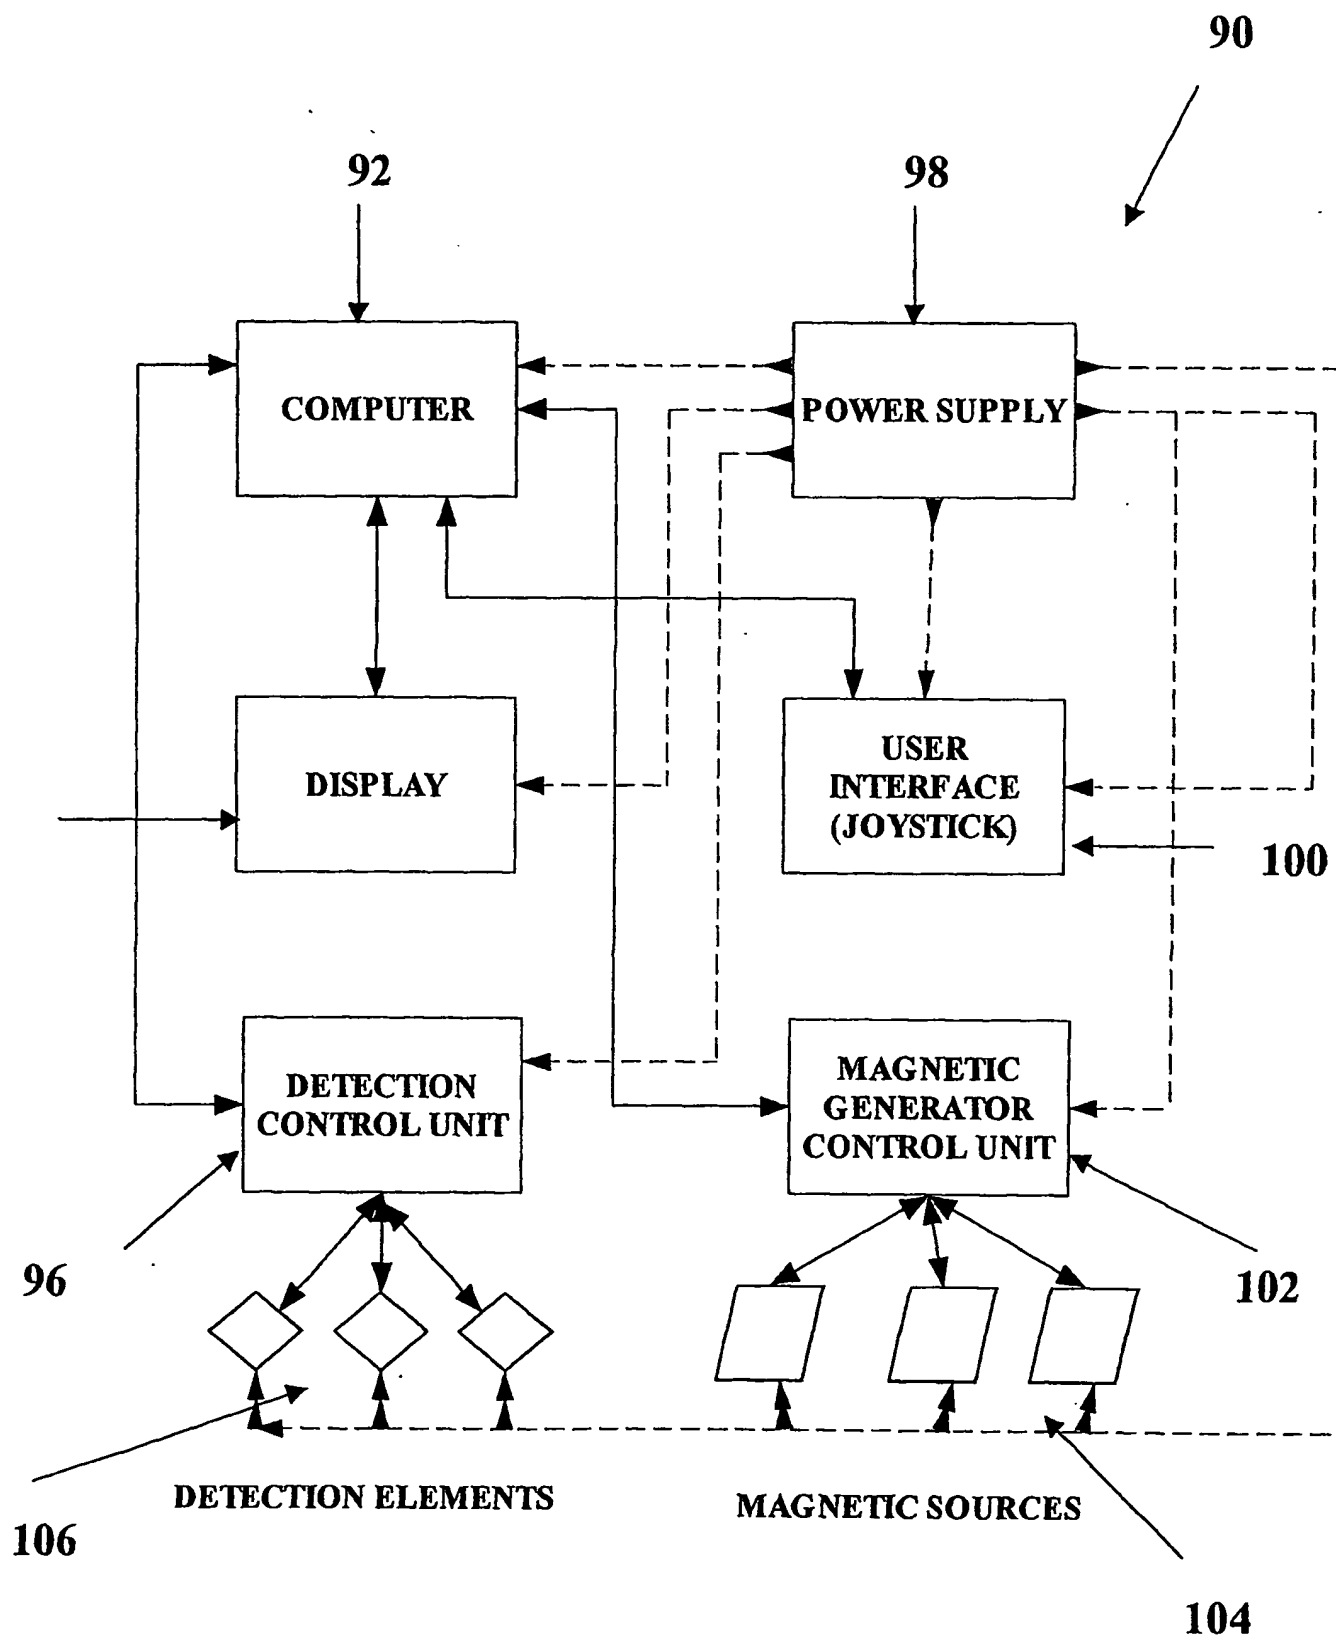 90
92
98
COMPUTER
POWER SUPPLY
DISPLAY
USER
INTERFACE
(JOYSTICK)
100
DETECTION
CONTROL UNIT
MAGNETIC
GENERATOR
CONTROL UNIT
96
102
DETECTION ELEMENTS
MAGNETIC SOURCES
106
104